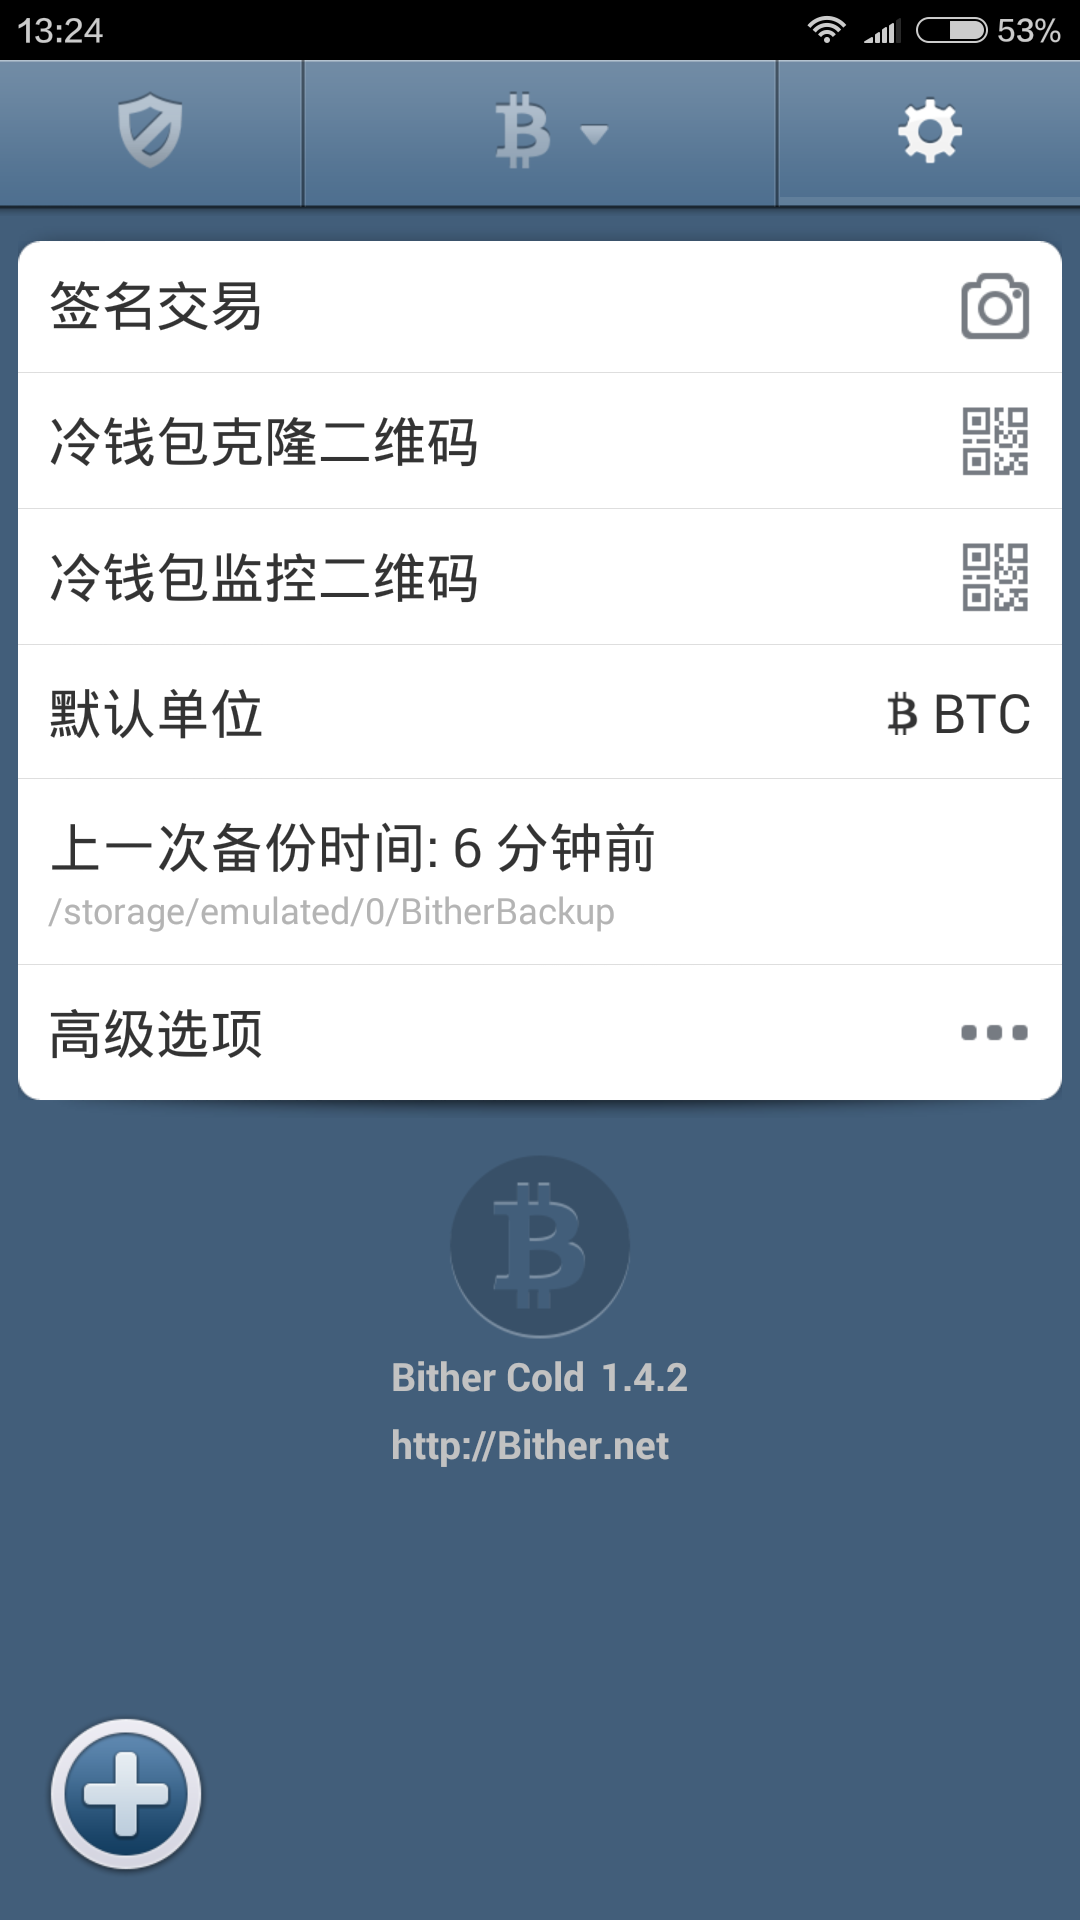 13:24
53%
签名交易
冷钱包克隆二维码
冷钱包监控二维码
默认单位
BTC
上一次备份时间: 6 分钟前
/storage/emulated/0/BitherBackup
高级选项
Bither Cold 1.4.2
http://Bither.net